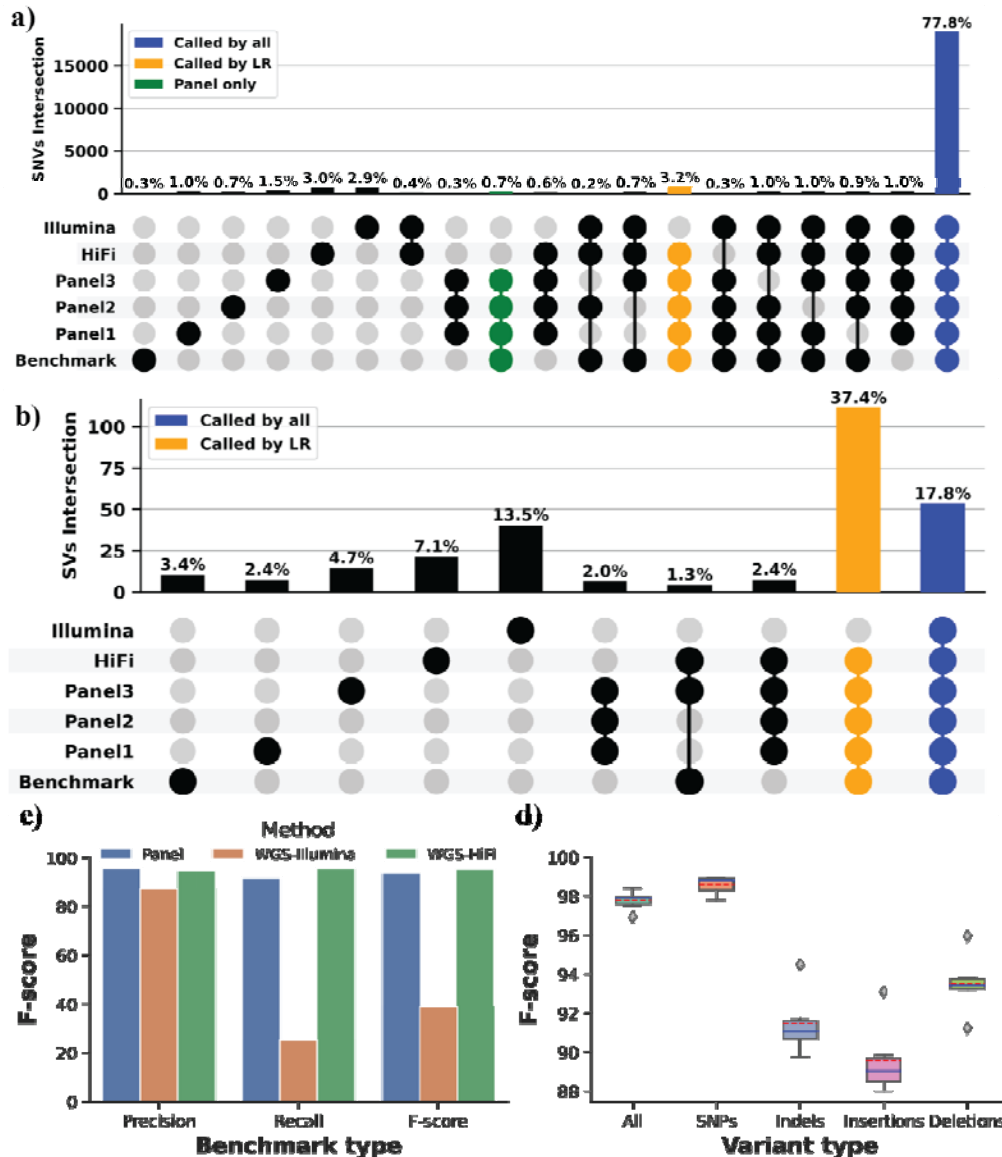 a)
77.8%
Called by all
Called by LR
Panel only
SNVs Intersection
15000
10000
5000
0
0.3% 1.0% 0.7% 1.5% 3.0% 2.9% 0.4% 0.3% 0.7% 0.6% 0.2% 0.7% 3.2% 0.3% 1.0% 1.0% 0.9% 1.0%
Illumina
HiFi
Panel3
Panel2
Panel1
Benchmark
b)
Called by all
Called by LR
SVs Intersection
100
75
50
25
0
3.4% 2.4% 4.7% 7.1% 13.5% 2.0% 1.3% 2.4% 37.4% 17.8%
Illumina
HiFi
Panel3
Panel2
Panel1
Benchmark
c)
Method
Panel WGS-Illumina WGS-HiFi
F-score
100
80
60
40
20
0
Precision Recall F-score
Benchmark type
d)
F-score
100
98
96
94
92
90
88
All SNPs Indels Insertions Deletions
Variant type